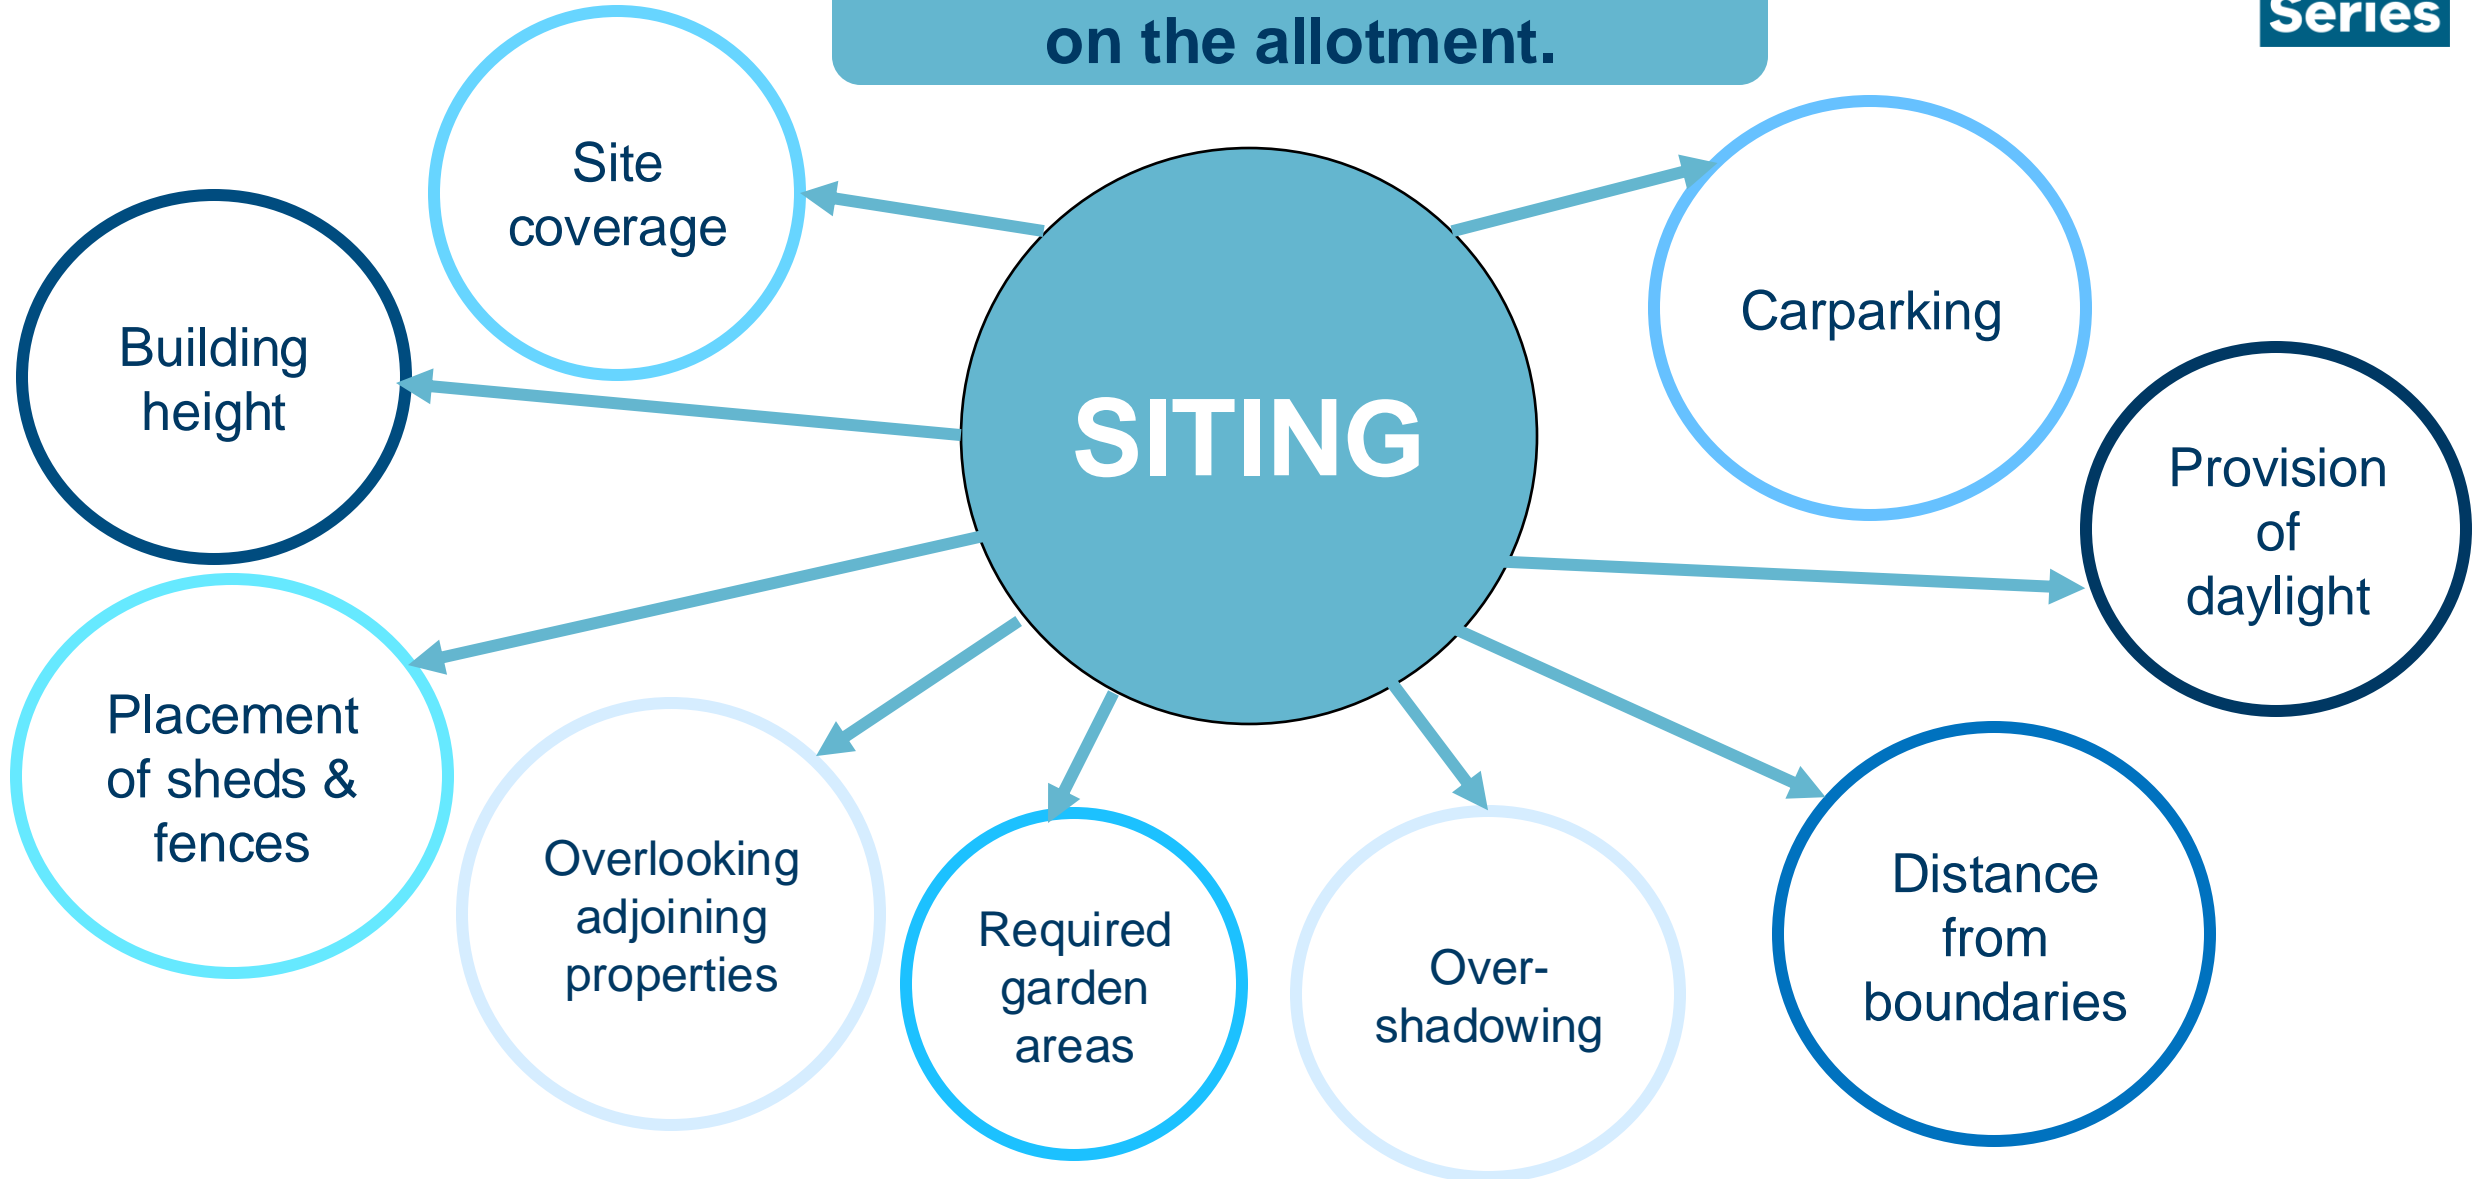 on the allotment.
Series
Site
coverage
Carparking
Building
height
SITING
Provision
of
daylight
Placement
of sheds &
fences
Overlooking
adjoining
properties
Required
garden
areas
Over-
shadowing
Distance
from
boundaries